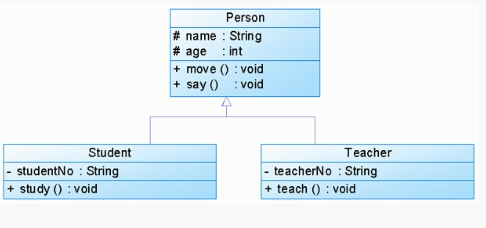 Person
# name : String
# age : int
+ move () : void
+ say () : void
Student
- studentNo : String
+ study () : void
Teacher
- teacherNo : String
+ teach () : void